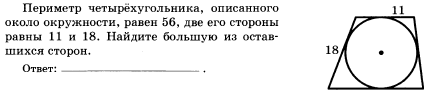 Периметр четырёхугольника, описанного
около окружности, равен 56, две его стороны
равны 11 и 18. Найдите большую из остав-
шихся сторон.
Ответ: ______________ .
11
18